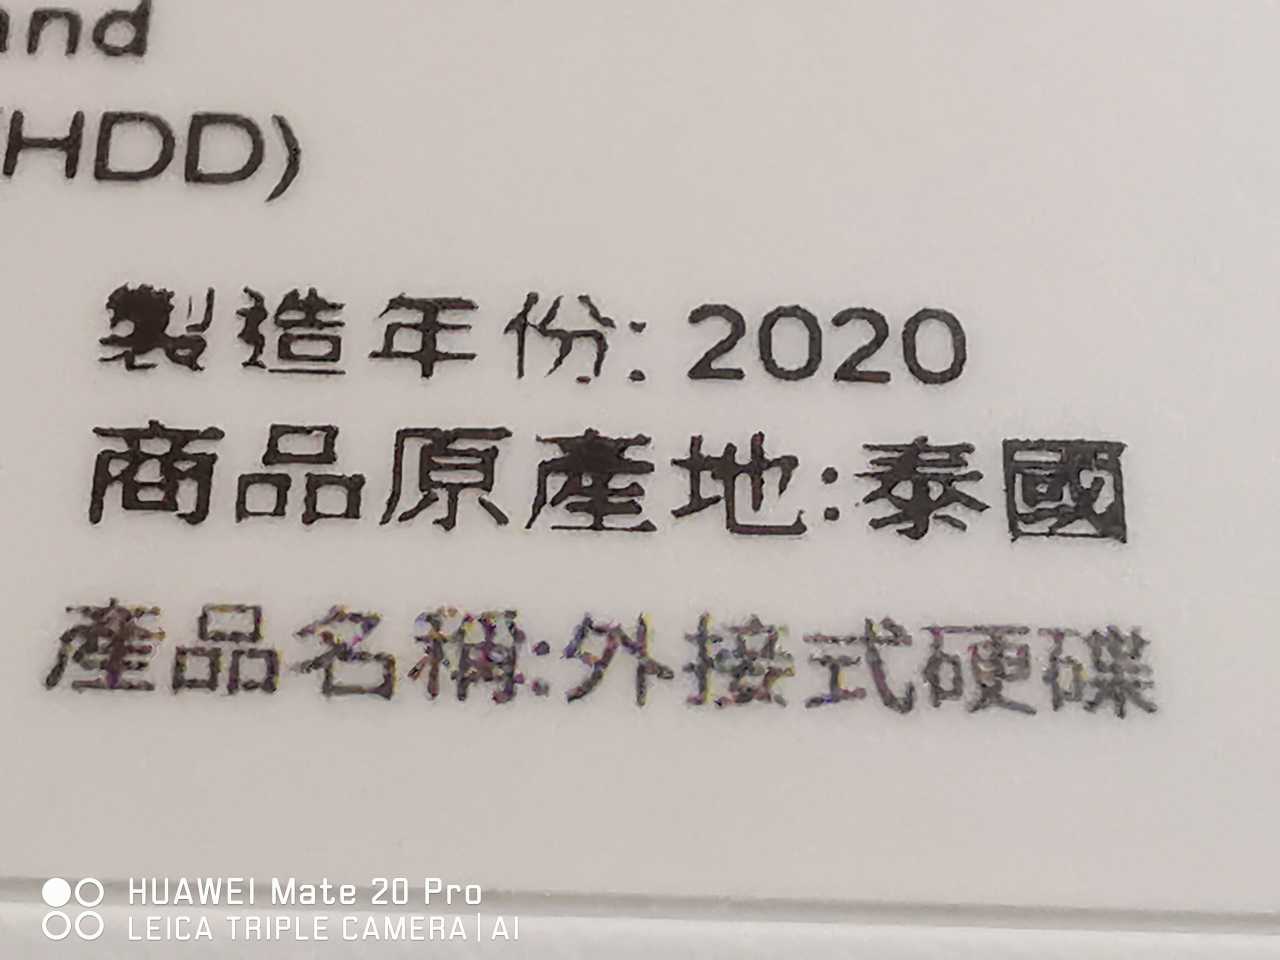 and
(HDD)
製造年份: 2020
商品原產地:泰國
產品名稱:外接式硬碟
HUAWEI Mate 20 Pro
LEICA TRIPLE CAMERA | AI